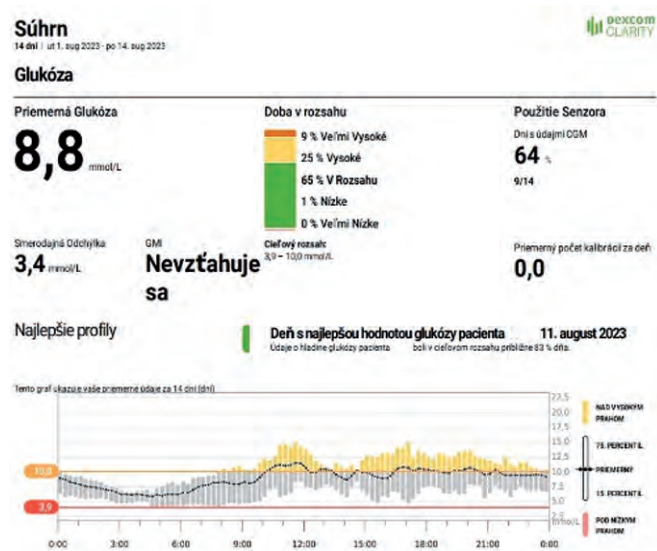 Súhrn
14 dní | ut 1. aug 2023 - po 14. aug 2023
Dexcom
CLARITY
Glukóza
Priemerná Glukóza
8,8 mmol/L
Doba v rozsahu
9 % Veľmi Vysoké
25 % Vysoké
65 % V Rozsahu
1 % Nízke
0 % Veľmi Nízke
Cieľový rozsah:
3,9 – 10,0 mmol/L
Použitie Senzora
Dni s údajmi CGM
64 %
9/14
Smerodajná Odchýlka
3,4 mmol/L
GMI
Nevzťahuje
sa
Priemerný počet kalibrácií za deň
0,0
Najlepšie profily
Deň s najlepšou hodnotou glukózy pacienta 11. august 2023
Údaje o hladine glukózy pacienta boli v cieľovom rozsahu približne 83 % dňa.
Tento graf ukazuje vaše priemerné údaje za 14 dní (dní)
22,5
20,0
17,5
15,0
12,5
10,0
7,5
5,0
2,5
mmol/L
10,0
3,9
0:00 3:00 6:00 9:00 12:00 15:00 18:00 21:00 0:00
NAD VYSOKÝM
PRAHOM
75. PERCENTIL
PRIEMERNÝ
15. PERCENTIL
POD NÍZKYM
PRAHOM